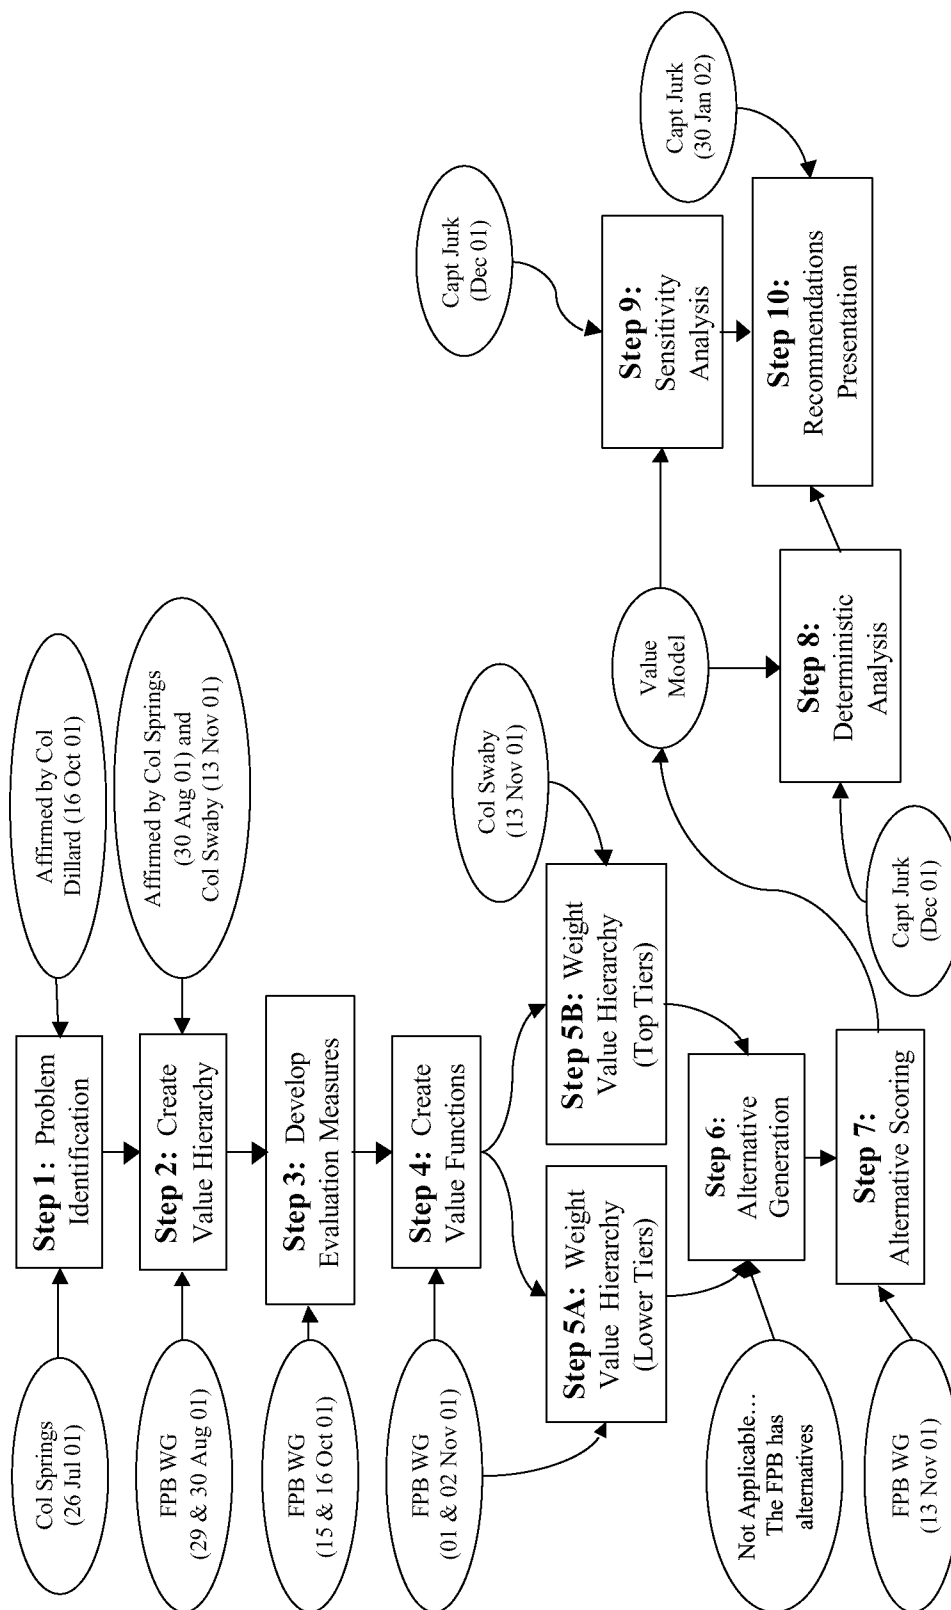 Col Springs
(26 Jul 01)
Step 1: Problem
Identification
Affirmed by Col
Dillard (16 Oct 01)
FPB WG
(29 & 30 Aug 01)
Step 2: Create
Value Hierarchy
Affirmed by Col Springs
(30 Aug 01) and
Col Swaby (13 Nov 01)
FPB WG
(15 & 16 Oct 01)
Step 3: Develop
Evaluation Measures
FPB WG
(01 & 02 Nov 01)
Step 4: Create
Value Functions
Step 5A: Weight
Value Hierarchy
(Lower Tiers)
Step 5B: Weight
Value Hierarchy
(Top Tiers)
Col Swaby
(13 Nov 01)
Not Applicable…
The FPB has
alternatives
Step 6:
Alternative
Generation
FPB WG
(13 Nov 01)
Step 7:
Alternative Scoring
Value
Model
Capt Jurk
(Dec 01)
Step 8:
Deterministic
Analysis
Capt Jurk
(Dec 01)
Step 9:
Sensitivity
Analysis
Capt Jurk
(30 Jan 02)
Step 10:
Recommendations
Presentation